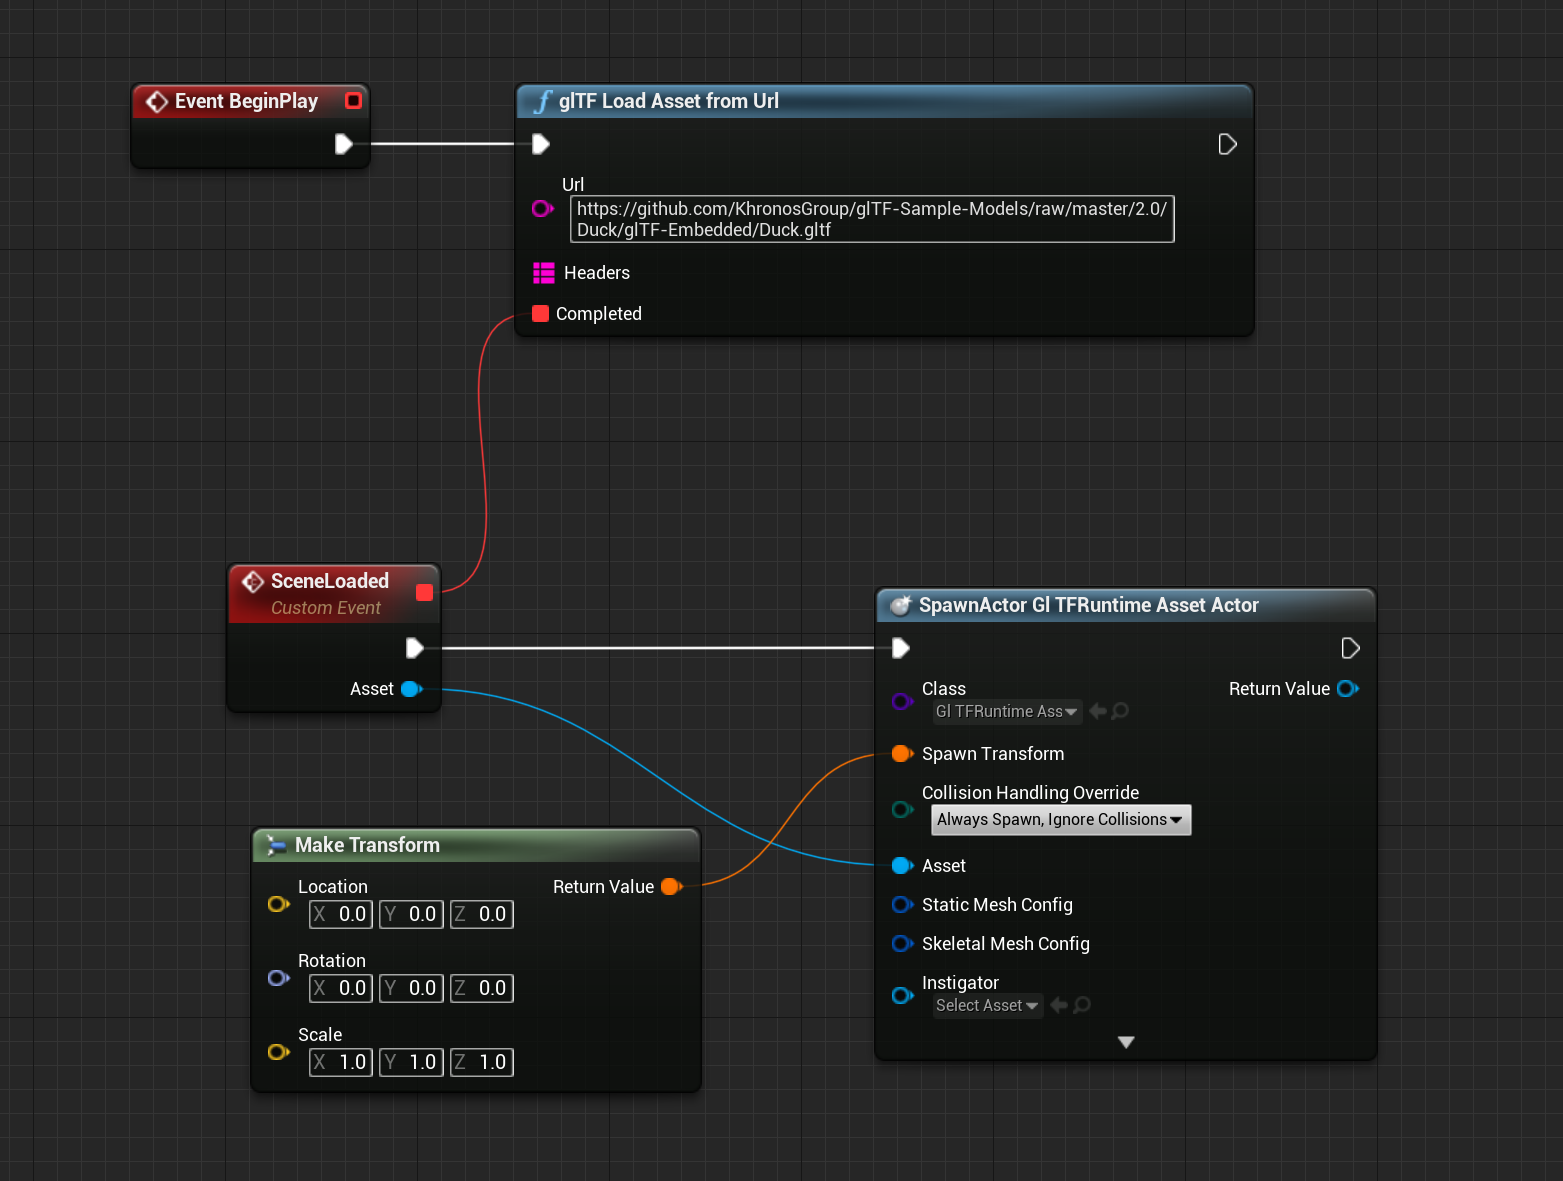 Event BeginPlay
glTF Load Asset from Url
Url
https://github.com/KhronosGroup/glTF-Sample-Models/raw/master/2.0/
Duck/glTF-Embedded/Duck.gltf
Headers
Completed
SceneLoaded
Custom Event
Asset
SpawnActor Gl TFRuntime Asset Actor
Class
Return Value
Gl TFRuntime Ass
Spawn Transform
Collision Handling Override
Always Spawn, Ignore Collisions
Asset
Static Mesh Config
Skeletal Mesh Config
Instigator
Select Asset
Make Transform
Location
Return Value
X 0.0 Y 0.0 Z 0.0
Rotation
X 0.0 Y 0.0 Z 0.0
Scale
X 1.0 Y 1.0 Z 1.0